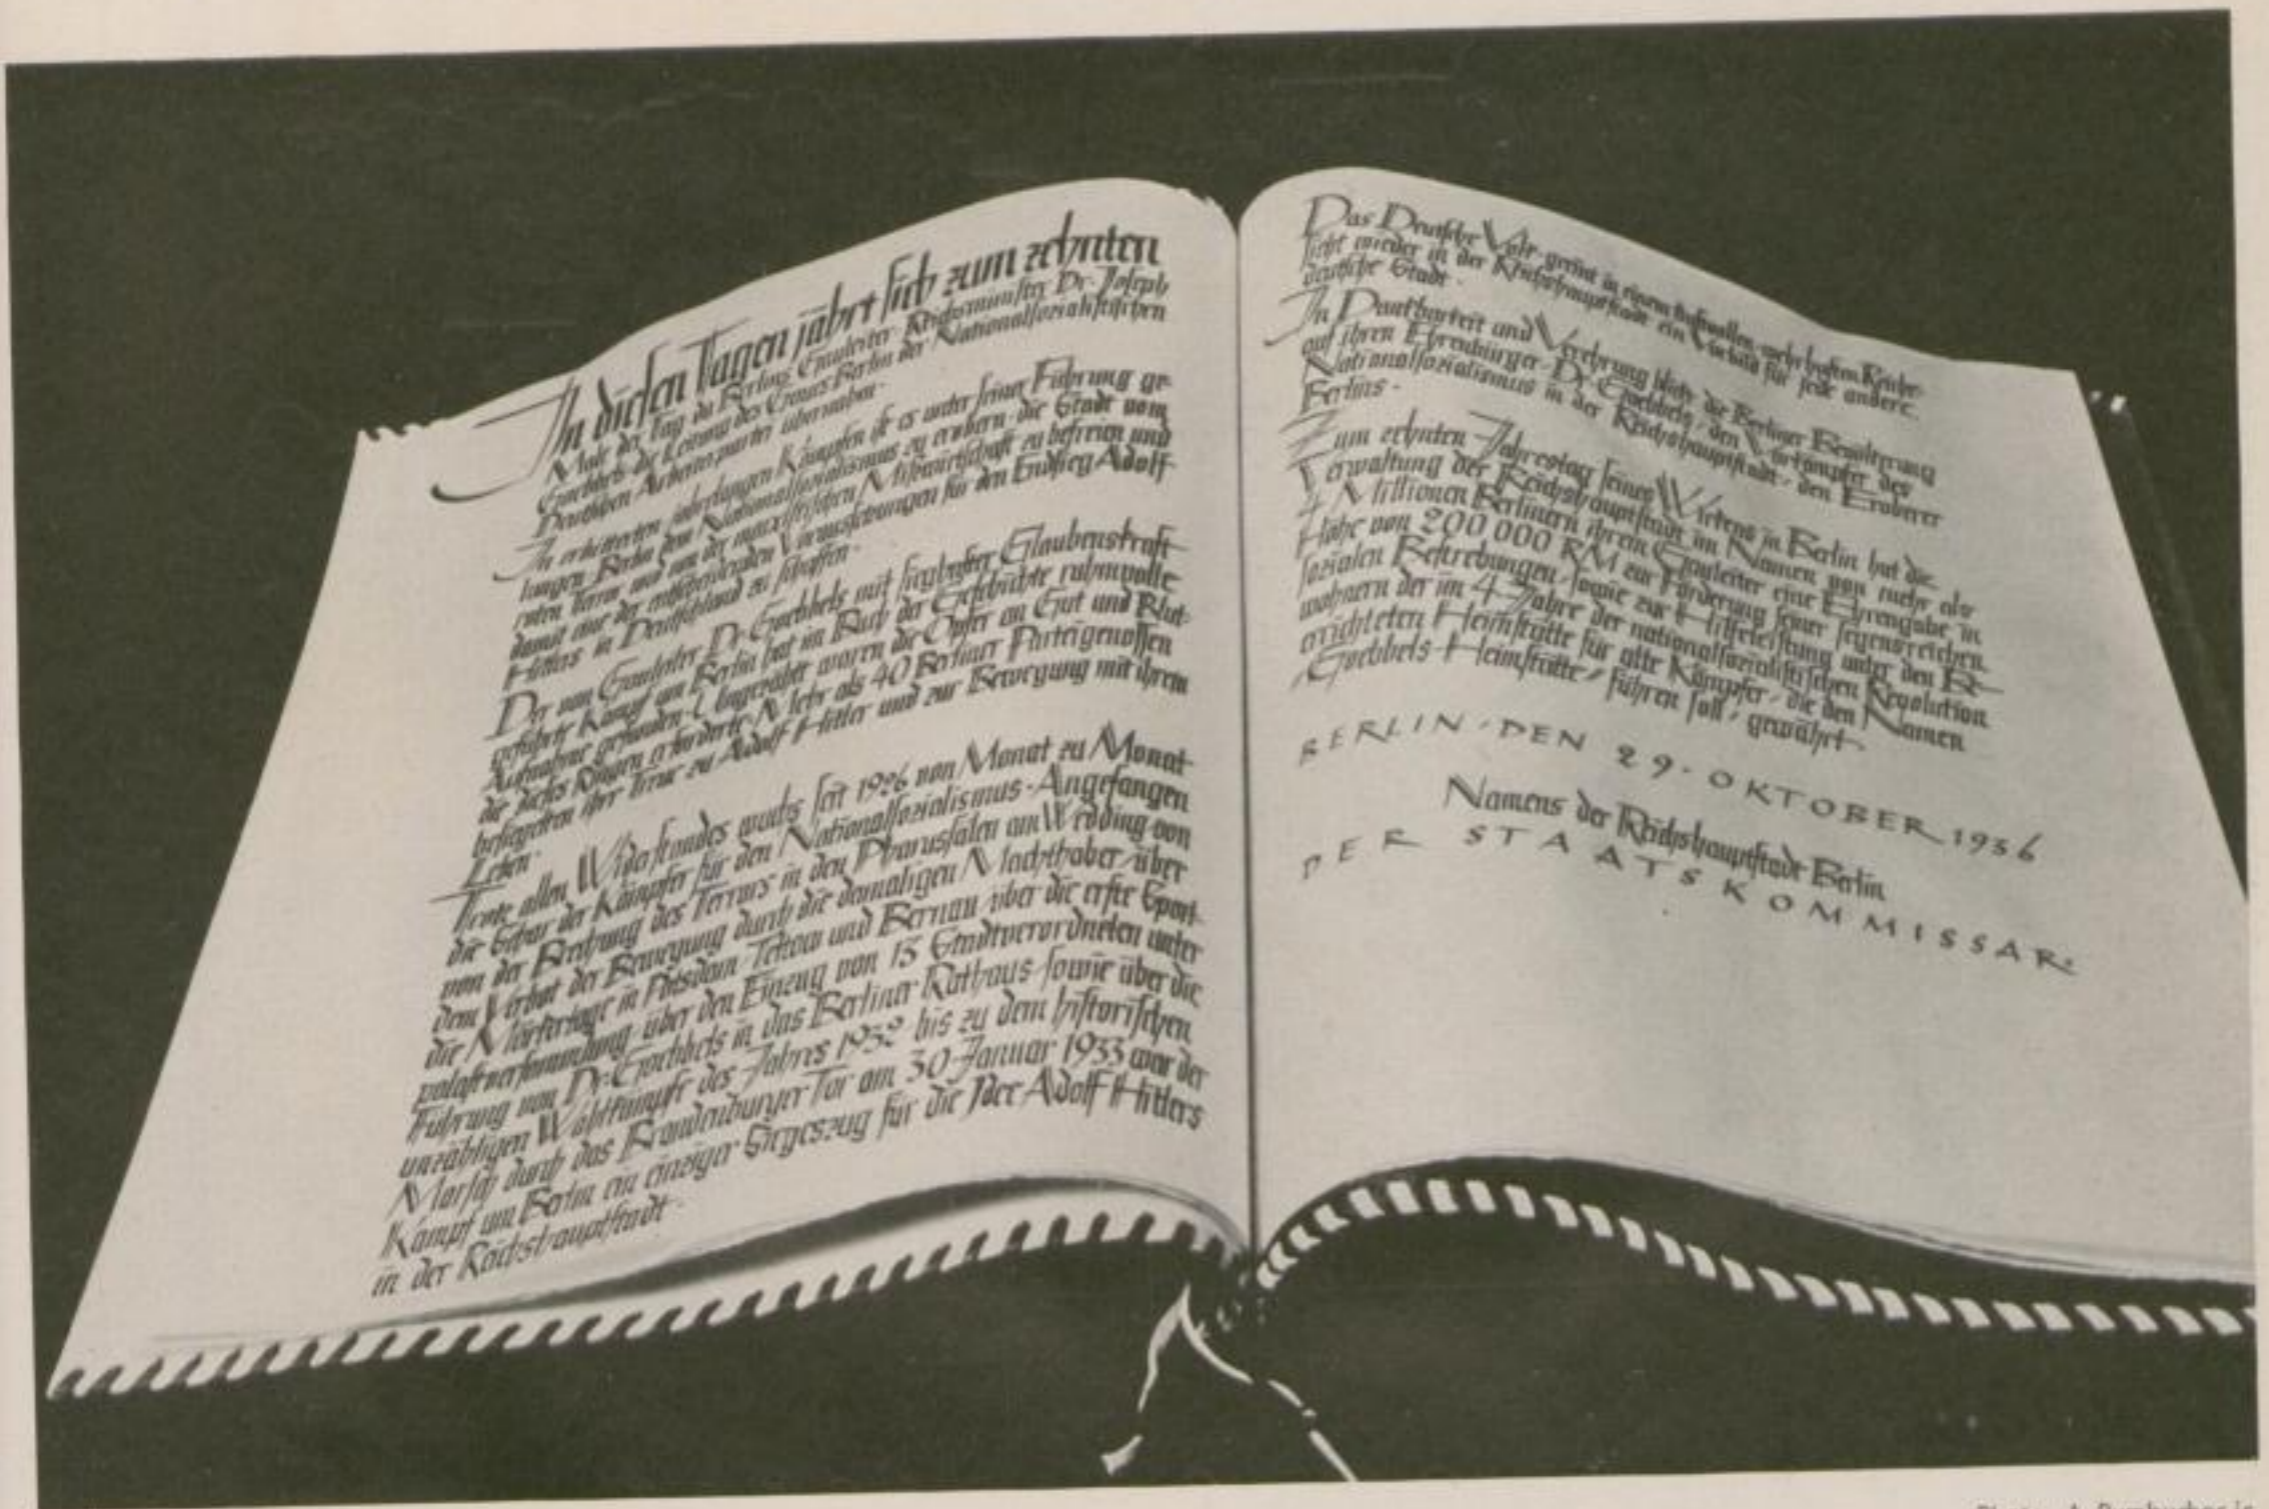 In diesen Tagen jährt sich zum zehnten
Male der Tag da Berlins Gauleiter Reichsminister Dr. Joseph
Goebbels die Leitung des Gaues Berlin der Nationalsozialistischen
Deutschen Arbeiterpartei übernahm.
In erbitterten jahrelangen Kämpfen ist es unter seiner Führung ge-
lungen Berlin dem Nationalsozialismus zu erobern die Stadt vom
roten Terror und von der marxistischen Mißwirtschaft zu befreien und
damit eine der entscheidenden Voraussetzungen für den Endsieg Adolf
Hitlers in Deutschland zu schaffen.
Der von Gauleiter Dr. Goebbels mit sieghafter Glaubenskraft
geführte Kampf um Berlin hat im Buch der Geschichte ruhmvolle
Aufnahme gefunden. Ungezählt waren die Opfer an Gut und Blut,
die dieses Ringen erforderte. Mehr als 40 Berliner Parteigenossen
besiegelten ihre Treue zu Adolf Hitler und zur Bewegung mit ihrem
Leben.
Trotz allen Widerstandes wuchs seit 1926 von Monat zu Monat
die Schar der Kämpfer für den Nationalsozialismus. Angefangen
von der Brechung des Terrors in den Pharussälen am Wedding von
dem Verbot der Bewegung durch die damaligen Machthaber über
die Märkertage in Potsdam Teltow und Bernau über die erste Sport-
palastversammlung über den Einzug von 13 Stadtverordneten unter
Führung von Dr. Goebbels in das Berliner Rathaus sowie über die
unzähligen Wahlkämpfe des Jahres 1932 bis zu dem historischen
Marsch durch das Brandenburger Tor am 30. Januar 1933 war der
Kampf um Berlin ein einziger Siegeszug für die Idee Adolf Hitlers
in der Reichshauptstadt.
Das Deutsche Volk geeint in einem kraftvollen wehrhaften Reiche
sieht wieder in der Reichshauptstadt ein Vorbild für jede andere
deutsche Stadt.
In Dankbarkeit und Verehrung blickt die Berliner Bevölkerung
auf ihren Ehrenbürger Dr. Goebbels, den Vorkämpfer des
Nationalsozialismus in der Reichshauptstadt, den Eroberer
Berlins.
Zum zehnten Jahrestag seines Wirkens in Berlin hat die
Verwaltung der Reichshauptstadt im Namen von mehr als
4 Millionen Berlinern ihrem Gauleiter eine Ehrengabe in
Höhe von 200 000 RM zur Förderung seiner segensreichen
sozialen Bestrebungen, sowie zur Hilfeleistung unter den Be-
wohnern der im 4. Jahre der nationalsozialistischen Revolution
errichteten Heimstätte für alte Kämpfer, die den Namen
„Goebbels-Heimstätte“ führen soll, gewährt.
BERLIN, DEN 29. OKTOBER 1936
Namens der Reichshauptstadt Berlin
DER STAATSKOMMISSAR: